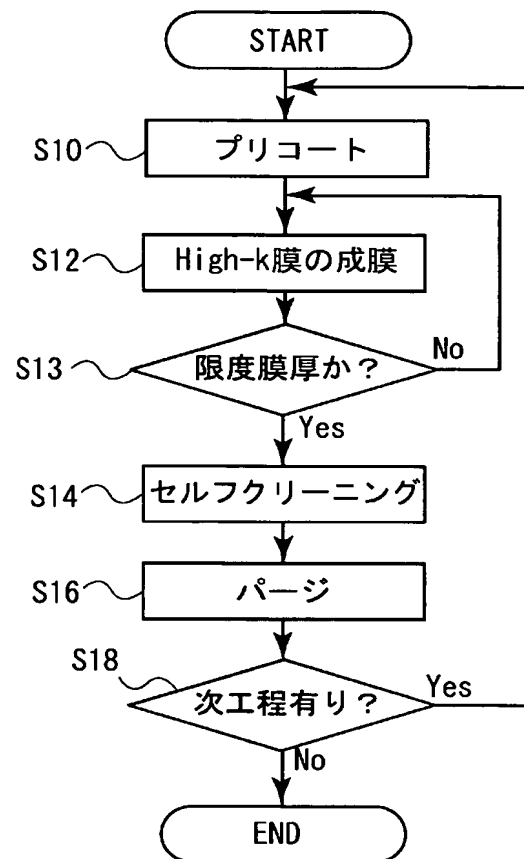 START
S10
プリコート
S12
High-k膜の成膜
S13
限度膜厚か？
No
Yes
S14
セルフクリーニング
S16
パージ
S18
次工程有り？
Yes
No
END